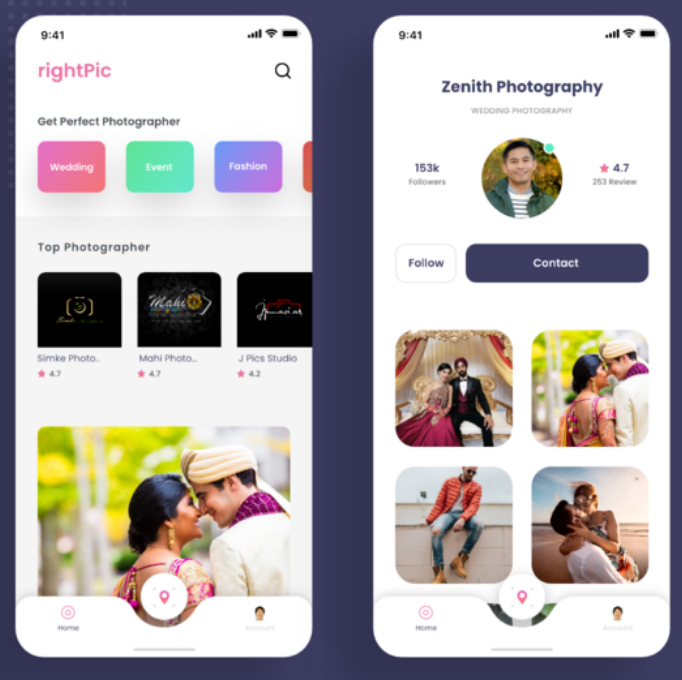 9:41
rightPic
Get Perfect Photographer
Wedding
Event
Fashion
Top Photographer
Mahi
Simke Photo..
Mahi Photo...
J Pics Studio
4.7
4.7
4.2
Home
Account
9:41
Zenith Photography
WEDDING PHOTOGRAPHY
153k
Followers
4.7
253 Review
Follow
Contact
Home
Account